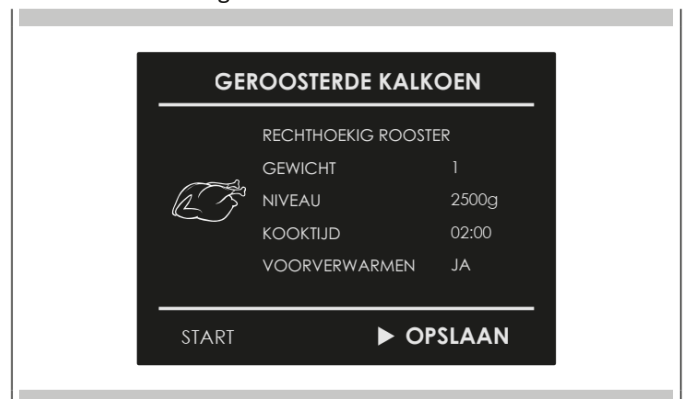 GEROOSTERDE KALKOEN
RECHTHOEKIG ROOSTER
GEWICHT 1
NIVEAU 2500g
KOOKTIJD 02:00
VOORVERWARMEN JA
START ▶ OPSLAAN